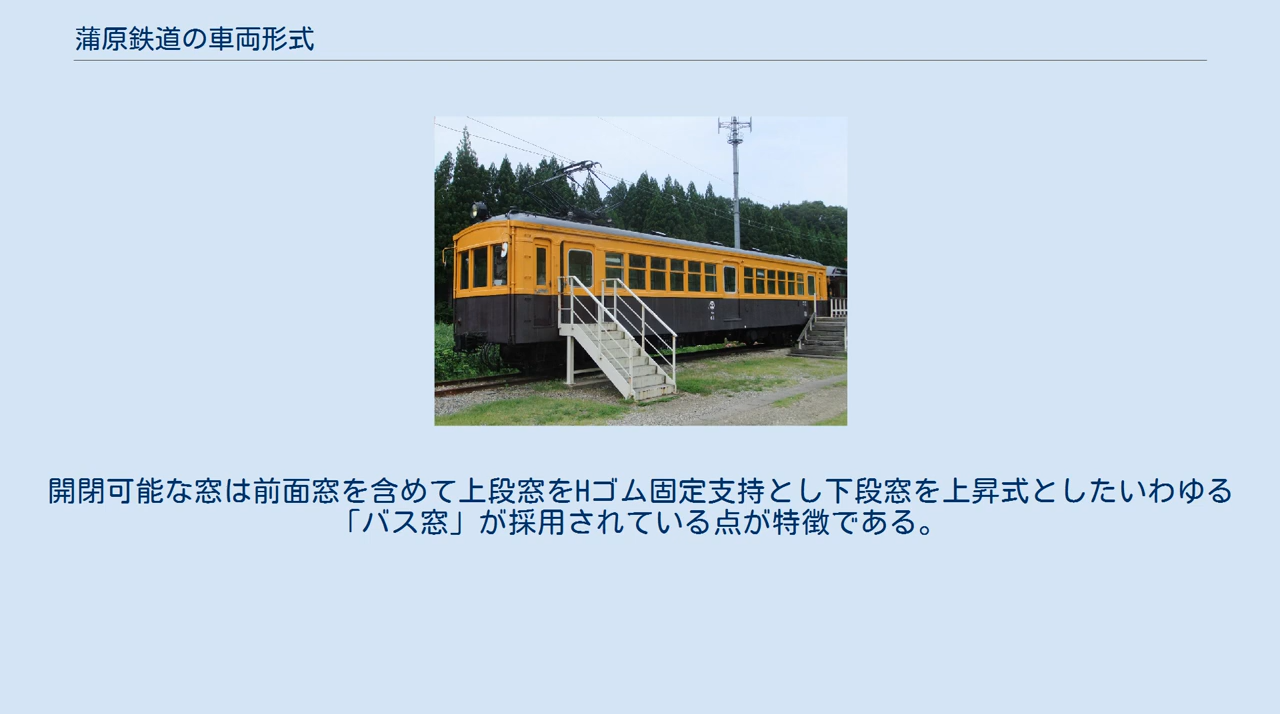 蒲原鉄道の車両形式
開閉可能な窓は前面窓を含めて上段窓をHゴム固定支持とし下段窓を上昇式としたいわゆる
「バス窓」が採用されている点が特徴である。